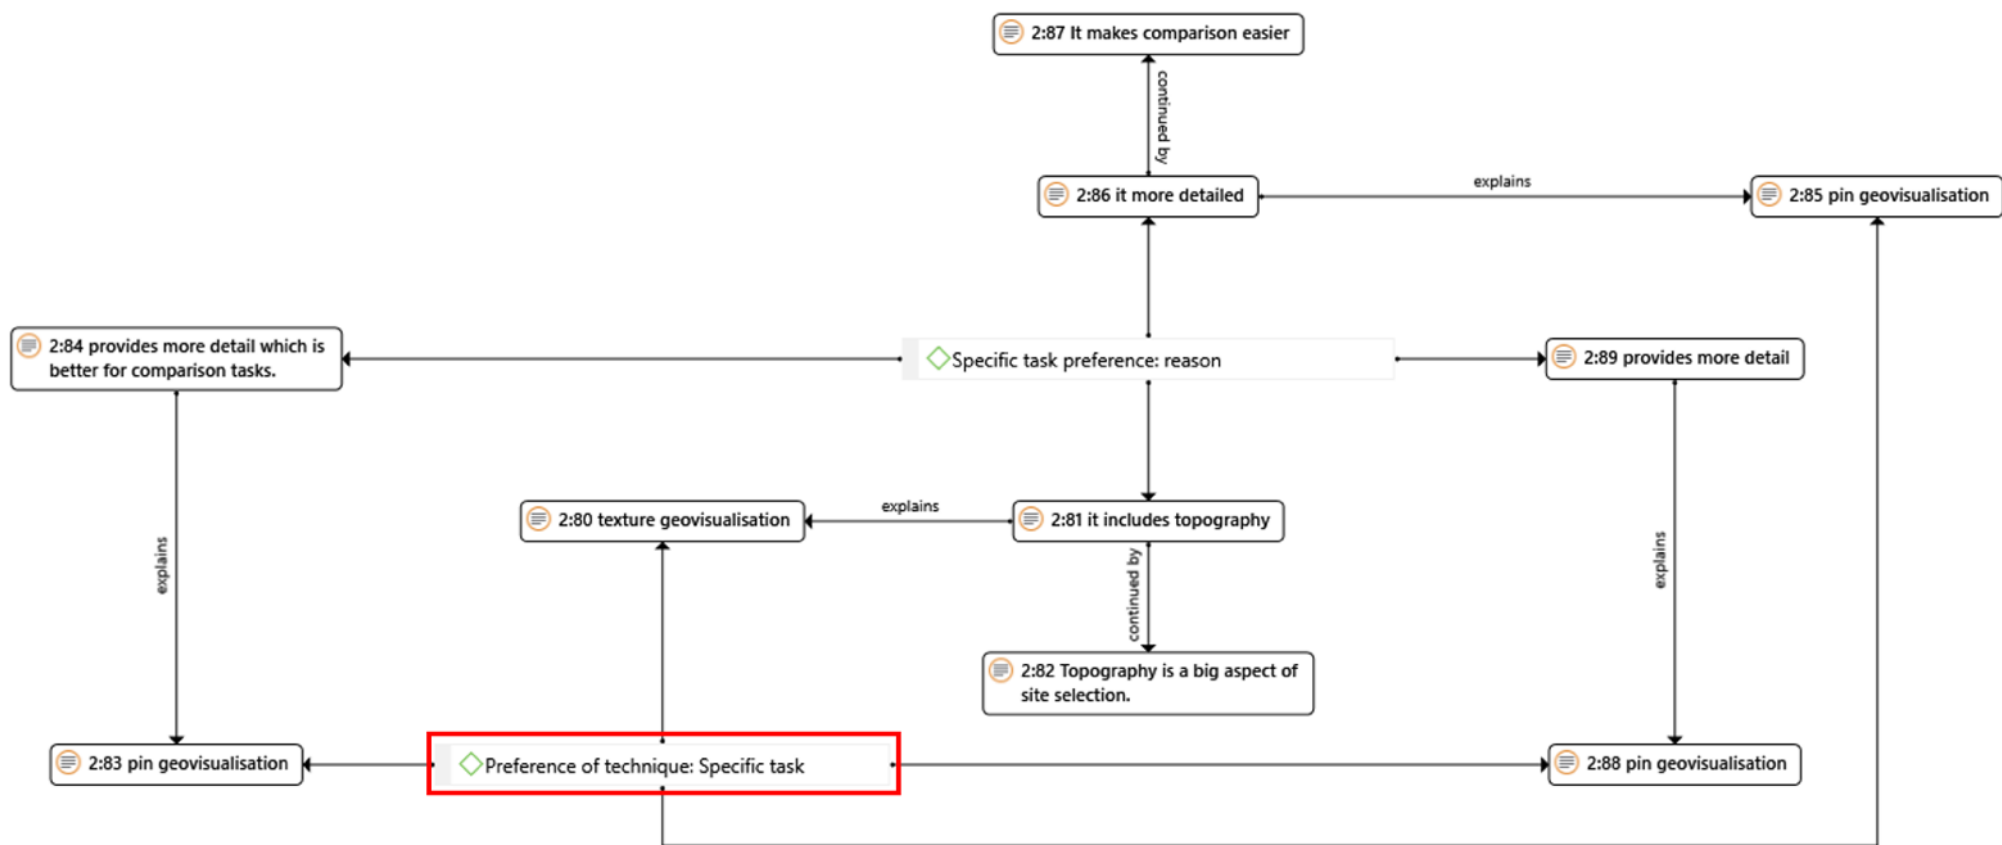 2:87 It makes comparison easier
continued by
2:86 it more detailed
explains
2:85 pin geovisualisation
2:84 provides more detail which is
better for comparison tasks.
Specific task preference: reason
2:89 provides more detail
2:80 texture geovisualisation
explains
2:81 it includes topography
explains
continued by
explains
2:82 Topography is a big aspect of
site selection.
2:83 pin geovisualisation
Preference of technique: Specific task
2:88 pin geovisualisation